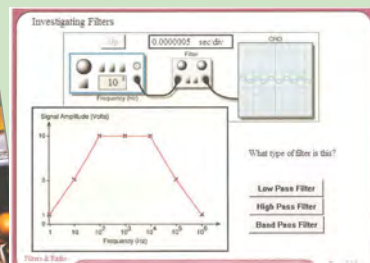 Investigating Filters
Up
0.0000005 sec/div
CRO
Filter
10
Frequency (Hz)
Signal Amplitude (Volts)
10
5
1
0
1 10 10² 10³ 10⁴ 10⁵ 10⁶
Frequency (Hz)
What type of filter is this?
Low Pass Filter
High Pass Filter
Band Pass Filter